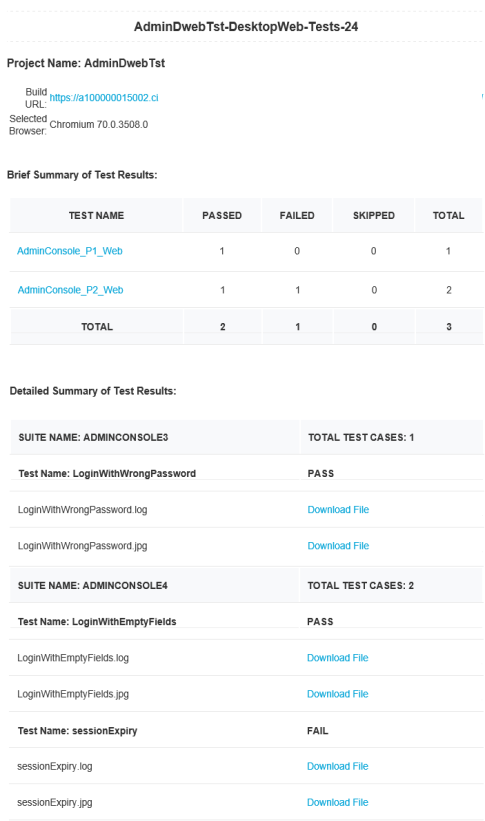 AdminDwebTst-DesktopWeb-Tests-24
Project Name: AdminDwebTst
Build
URL: https://a100000015002.ci
Selected
Browser: Chromium 70.0.3508.0
Brief Summary of Test Results:
TEST NAME PASSED FAILED SKIPPED TOTAL
AdminConsole_P1_Web 1 0 0 1
AdminConsole_P2_Web 1 1 0 2
TOTAL 2 1 0 3
Detailed Summary of Test Results:
SUITE NAME: ADMINCONSOLE3 TOTAL TEST CASES: 1
Test Name: LoginWithWrongPassword PASS
LoginWithWrongPassword.log Download File
LoginWithWrongPassword.jpg Download File
SUITE NAME: ADMINCONSOLE4 TOTAL TEST CASES: 2
Test Name: LoginWithEmptyFields PASS
LoginWithEmptyFields.log Download File
LoginWithEmptyFields.jpg Download File
Test Name: sessionExpiry FAIL
sessionExpiry.log Download File
sessionExpiry.jpg Download File